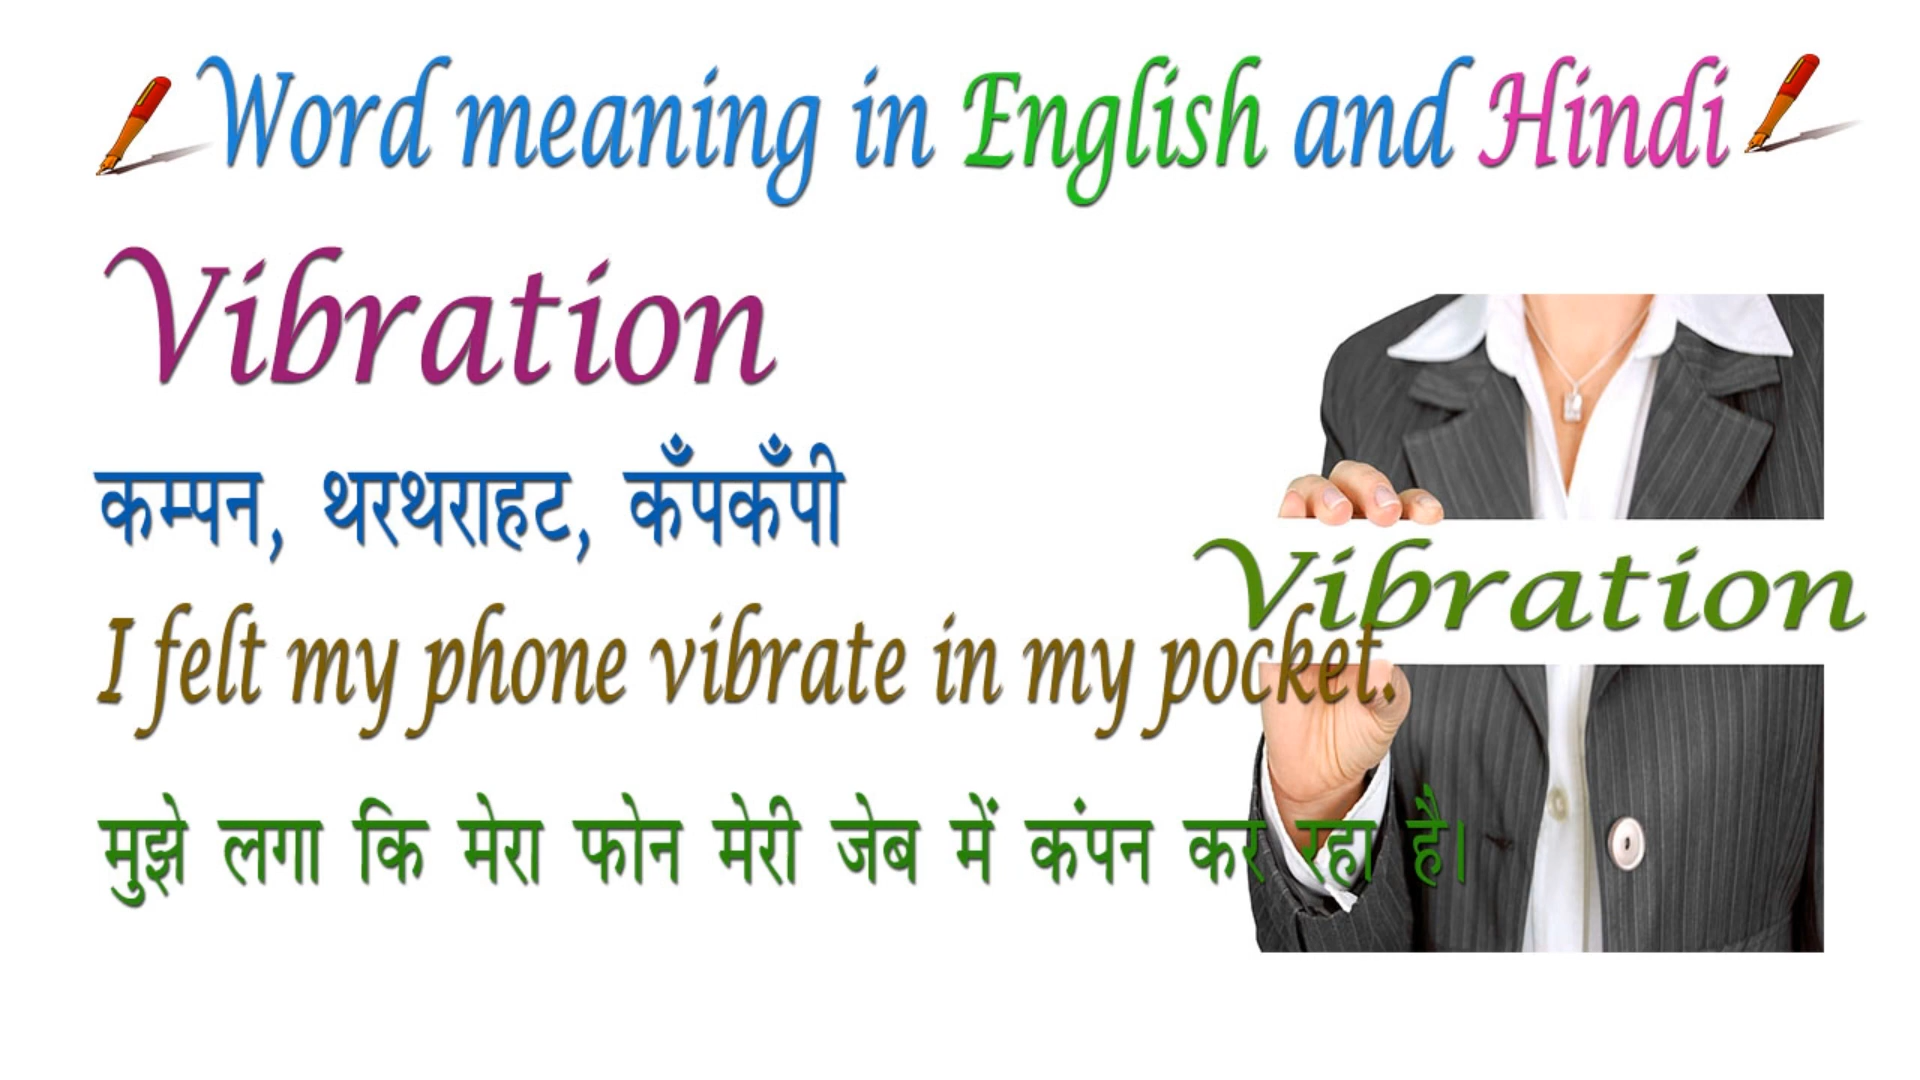 Word meaning in English and Hindi
Vibration
कम्पन, थरथराहट, कँपकँपी
Vibration
I felt my phone vibrate in my pocket.
मुझे लगा कि मेरा फोन मेरी जेब में कंपन कर रहा है।